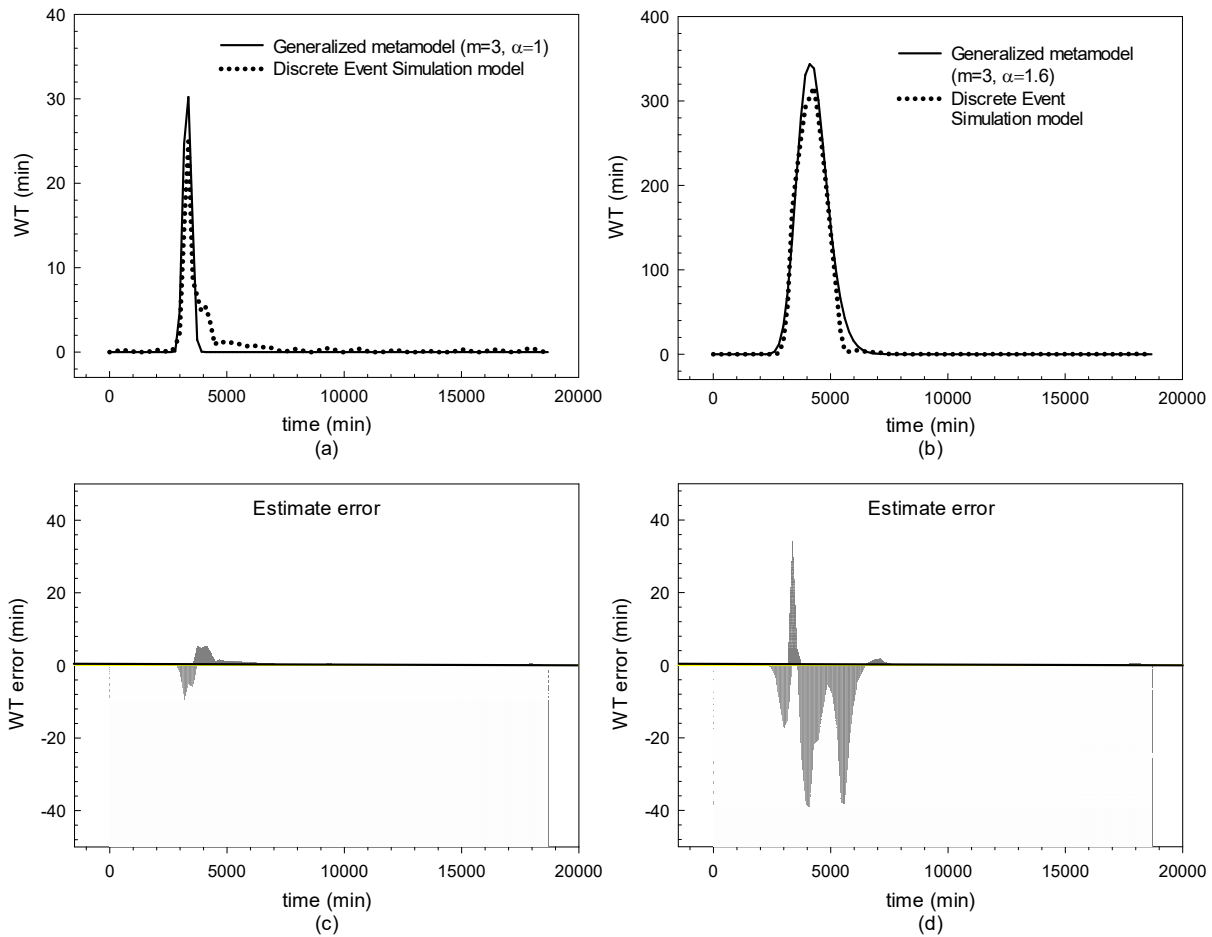 40
30
20
10
0
WT (min)
Generalized metamodel (m=3, α=1)
Discrete Event Simulation model
0 5000 10000 15000 20000
time (min)
(a)
400
300
200
100
0
WT (min)
Generalized metamodel
(m=3, α=1.6)
Discrete Event
Simulation model
0 5000 10000 15000 20000
time (min)
(b)
Estimate error
40
20
0
-20
-40
WT error (min)
0 5000 10000 15000 20000
time (min)
(c)
Estimate error
40
20
0
-20
-40
WT error (min)
0 5000 10000 15000 20000
time (min)
(d)